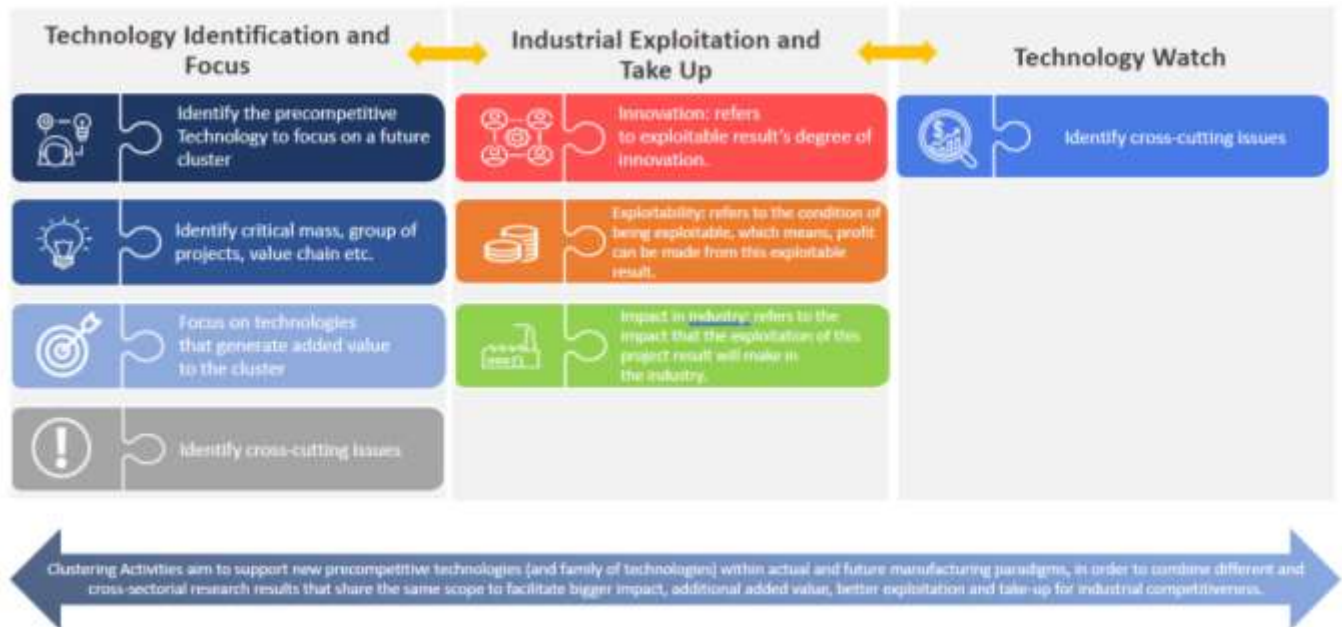 Technology Identification and
Focus
Identify the precompetitive
Technology to focus on a future
cluster
Identify critical mass, group of
projects, value chain etc.
Focus on technologies
that generate added value
to the cluster
Identify cross-cutting issues
Industrial Exploitation and
Take Up
Innovation: refers
to exploitable result's degree of
innovation.
Exploitability: refers to the condition of
being exploitable, which means, profit
can be made from this exploitable
result.
Impact in industry: refers to the
impact that the exploitation of this
project result will make in
the industry.
Technology Watch
Identify cross-cutting issues
Clustering Activities aim to support new precompetitive technologies (and family of technologies) within actual and future manufacturing paradigms, in order to combine different and
cross-sectorial research results that share the same scope to facilitate bigger impact, additional added value, better exploitation and take-up for industrial competitiveness.